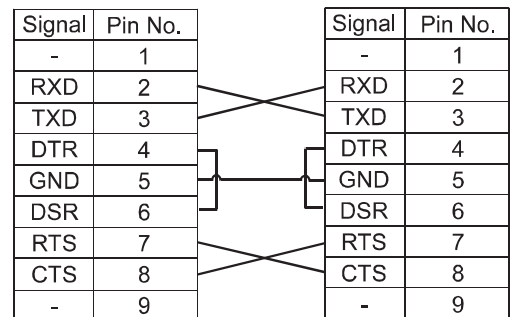 Signal Pin No. Signal Pin No.
- 1 - 1
RXD 2 RXD 2
TXD 3 TXD 3
DTR 4 DTR 4
GND 5 GND 5
DSR 6 DSR 6
RTS 7 RTS 7
CTS 8 CTS 8
- 9 - 9